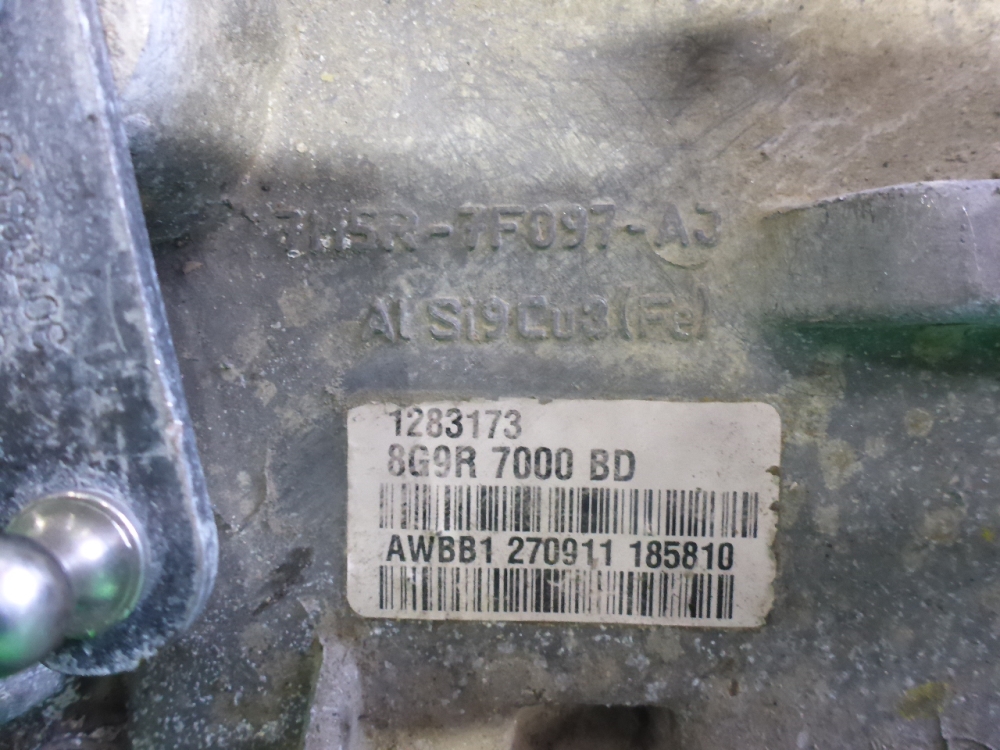 7M5R-7F097-AJ
Al Si9Cu3(Fe)
1283173
8G9R 7000 BD
AWBB1 270911 185810